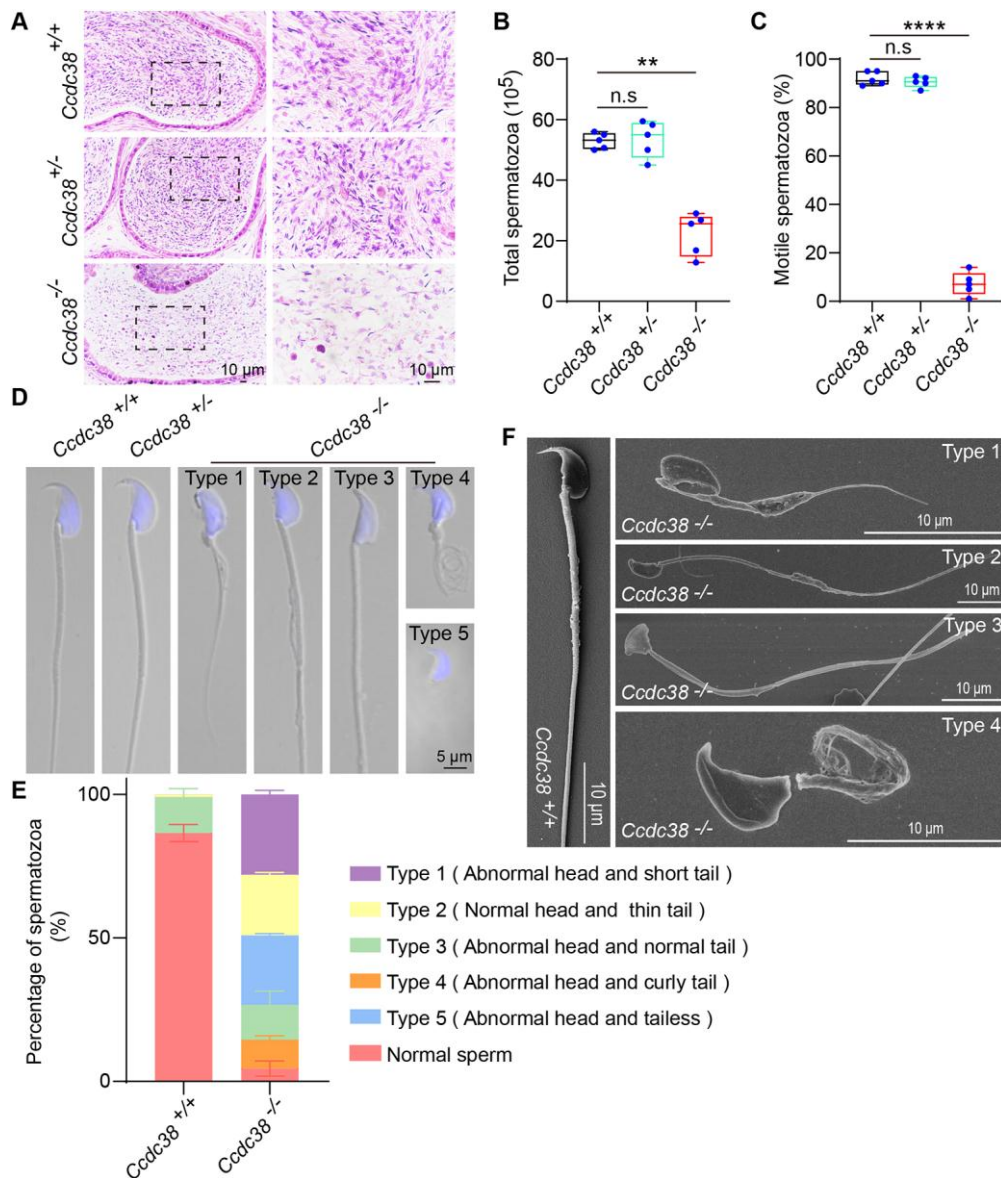 A
Ccdc38 +/+
Ccdc38 +/-
Ccdc38 -/-
10 µm
10 µm
B
Total spermatozoa (10⁵)
80
60
40
20
0
**
n.s
Ccdc38 +/+
Ccdc38 +/-
Ccdc38 -/-
C
Motile spermatozoa (%)
100
80
60
40
20
0
****
n.s
Ccdc38 +/+
Ccdc38 +/-
Ccdc38 -/-
D
Ccdc38 +/+
Ccdc38 +/-
Ccdc38 -/-
Type 1
Type 2
Type 3
Type 4
Type 5
5 µm
E
Percentage of spermatozoa
(%)
100
50
0
Ccdc38 +/+
Ccdc38 -/-
Type 1 ( Abnormal head and short tail )
Type 2 ( Normal head and thin tail )
Type 3 ( Abnormal head and normal tail )
Type 4 ( Abnormal head and curly tail )
Type 5 ( Abnormal head and tailess )
Normal sperm
F
Ccdc38 +/+
10 µm
Type 1
Ccdc38 -/-
10 µm
Type 2
Ccdc38 -/-
10 µm
Type 3
Ccdc38 -/-
10 µm
Type 4
Ccdc38 -/-
10 µm